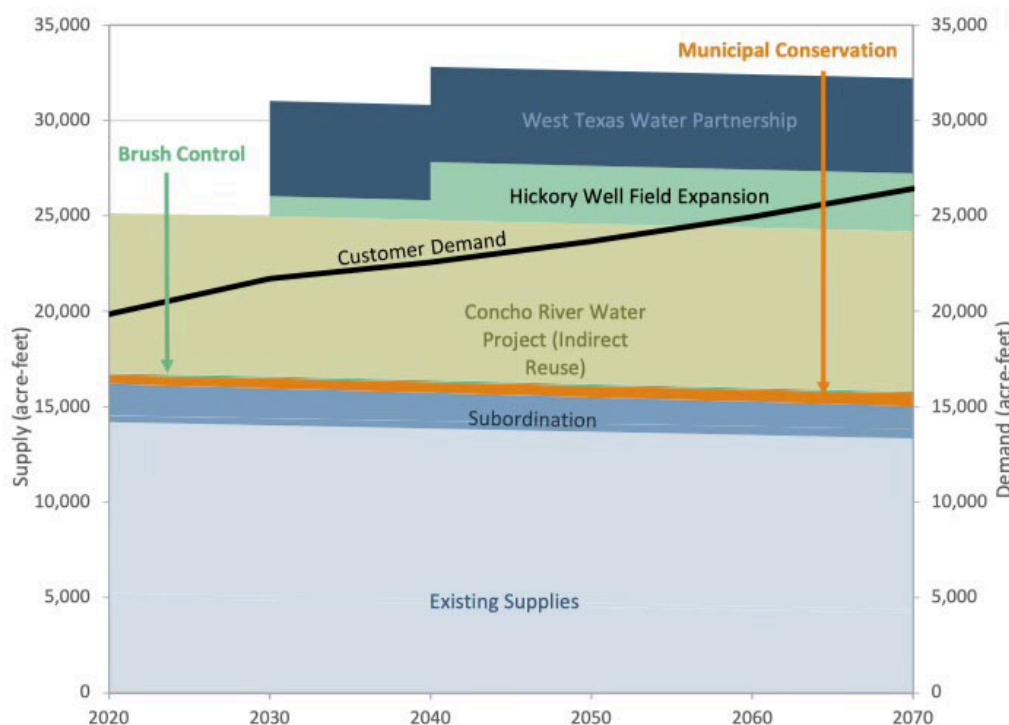 35,000
35,000
Municipal Conservation
30,000
West Texas Water Partnership
30,000
Brush Control
Hickory Well Field Expansion
25,000
25,000
Customer Demand
20,000
Concho River Water
Project (Indirect
Reuse)
20,000
Supply (acre-feet)
Demand (acre-feet)
15,000
Subordination
15,000
10,000
10,000
5,000
Existing Supplies
5,000
0
0
2020
2030
2040
2050
2060
2070